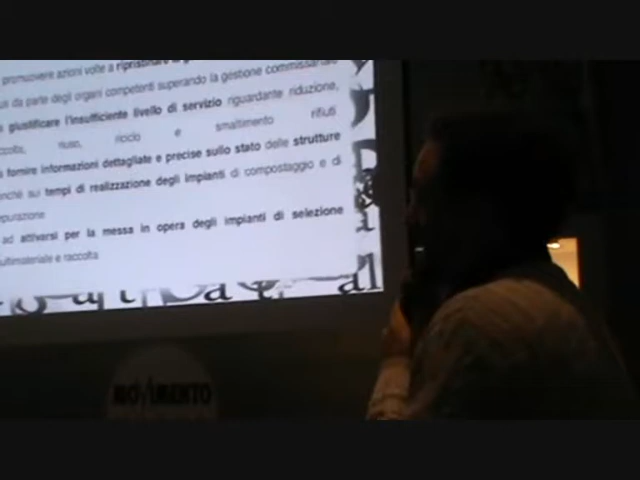 promuovere azioni volte a ripristinare
da parte degli organi competenti superando la gestione commissariale
giustificare l'insufficiente livello di servizio riguardante riduzione,
riuso, riciclo e smaltimento rifiuti
fornire informazioni dettagliate e precise sullo stato delle strutture
sui tempi di realizzazione degli impianti di compostaggio e di
ad attivarsi per la messa in opera degli impianti di selezione
e raccolta
MOVIMENTO